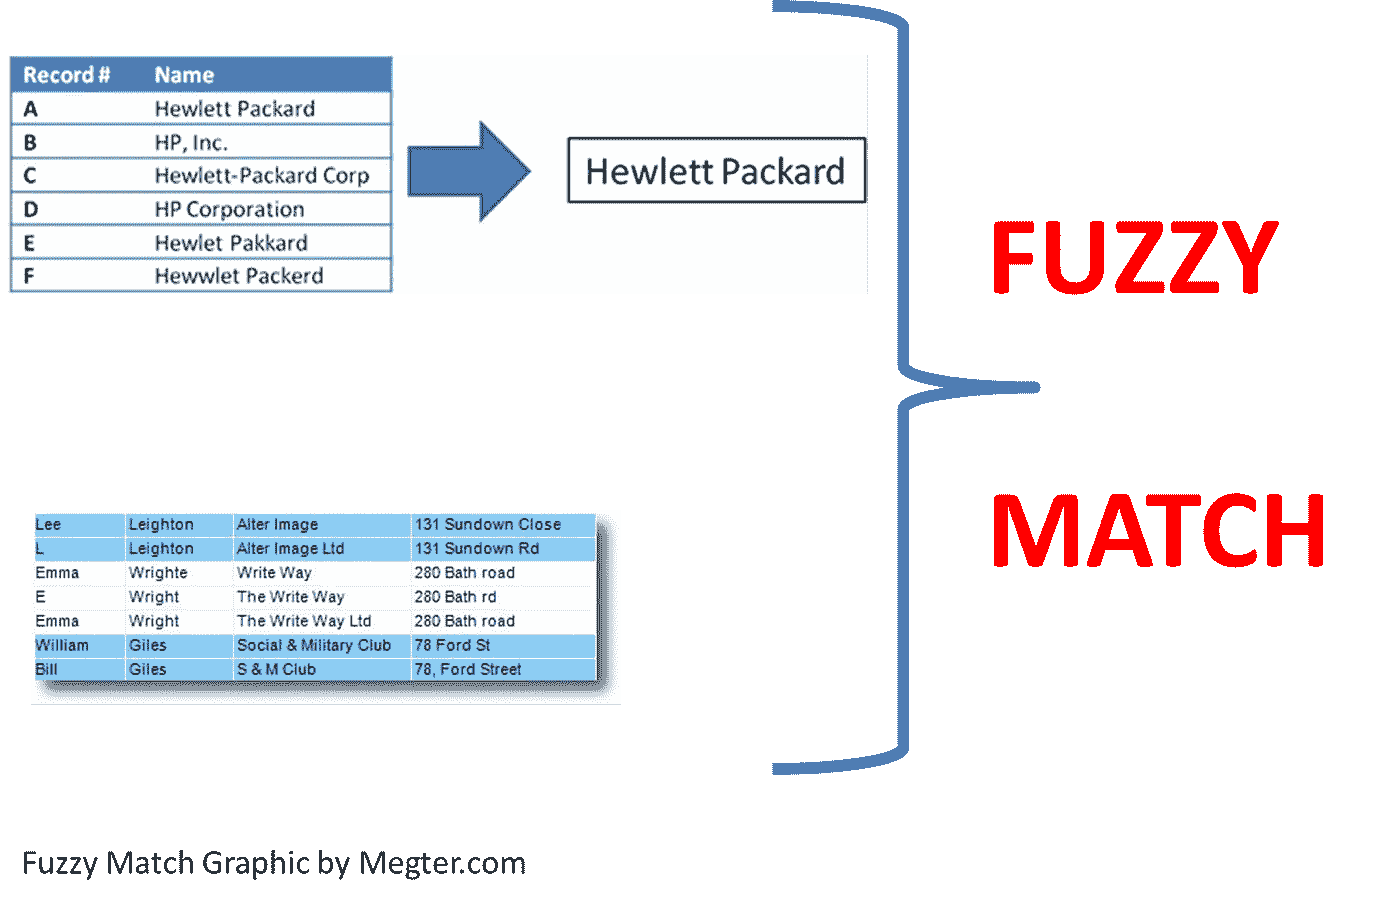 Record # Name
A Hewlett Packard
B HP, Inc.
C Hewlett-Packard Corp
D HP Corporation
E Hewlet Pakkard
F Hewwlet Packerd
Hewlett Packard
FUZZY
MATCH
Lee Leighton Alter Image 131 Sundown Close
L Leighton Alter Image Ltd 131 Sundown Rd
Emma Wrighte Write Way 280 Bath road
E Wright The Write Way 280 Bath rd
Emma Wright The Write Way Ltd 280 Bath road
William Giles Social & Military Club 78 Ford St
Bill Giles S & M Club 78, Ford Street
Fuzzy Match Graphic by Megter.com